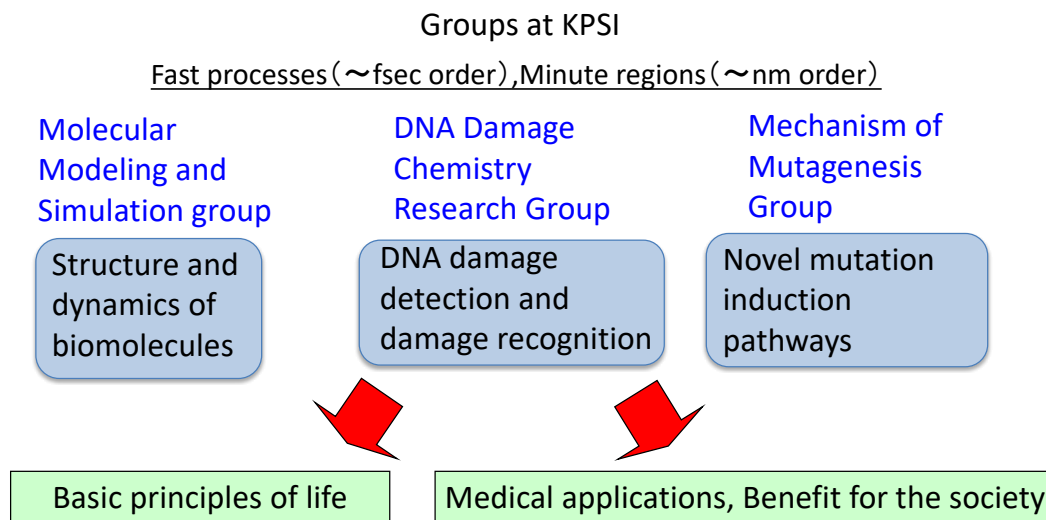 Groups at KPSI
Fast processes(～fsec order),Minute regions(～nm order)
Molecular
Modeling and
Simulation group
DNA Damage
Chemistry
Research Group
Mechanism of
Mutagenesis
Group
Structure and
dynamics of
biomolecules
DNA damage
detection and
damage recognition
Novel mutation
induction
pathways
Basic principles of life
Medical applications, Benefit for the society